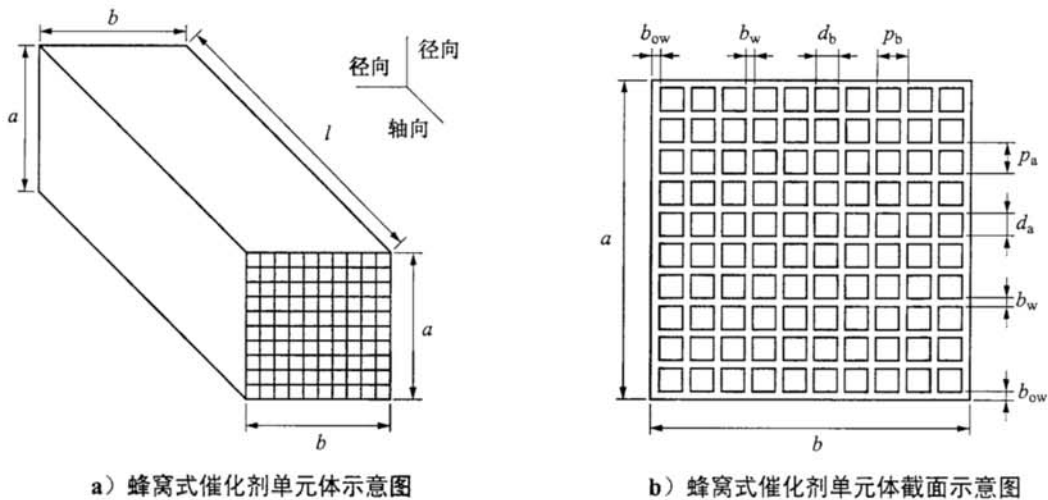 b
a
l
径向
径向
轴向
a
b
b_ow
b_w
d_b
p_b
a
p_a
d_a
b_w
b_ow
b
a）蜂窝式催化剂单元体示意图
b）蜂窝式催化剂单元体截面示意图